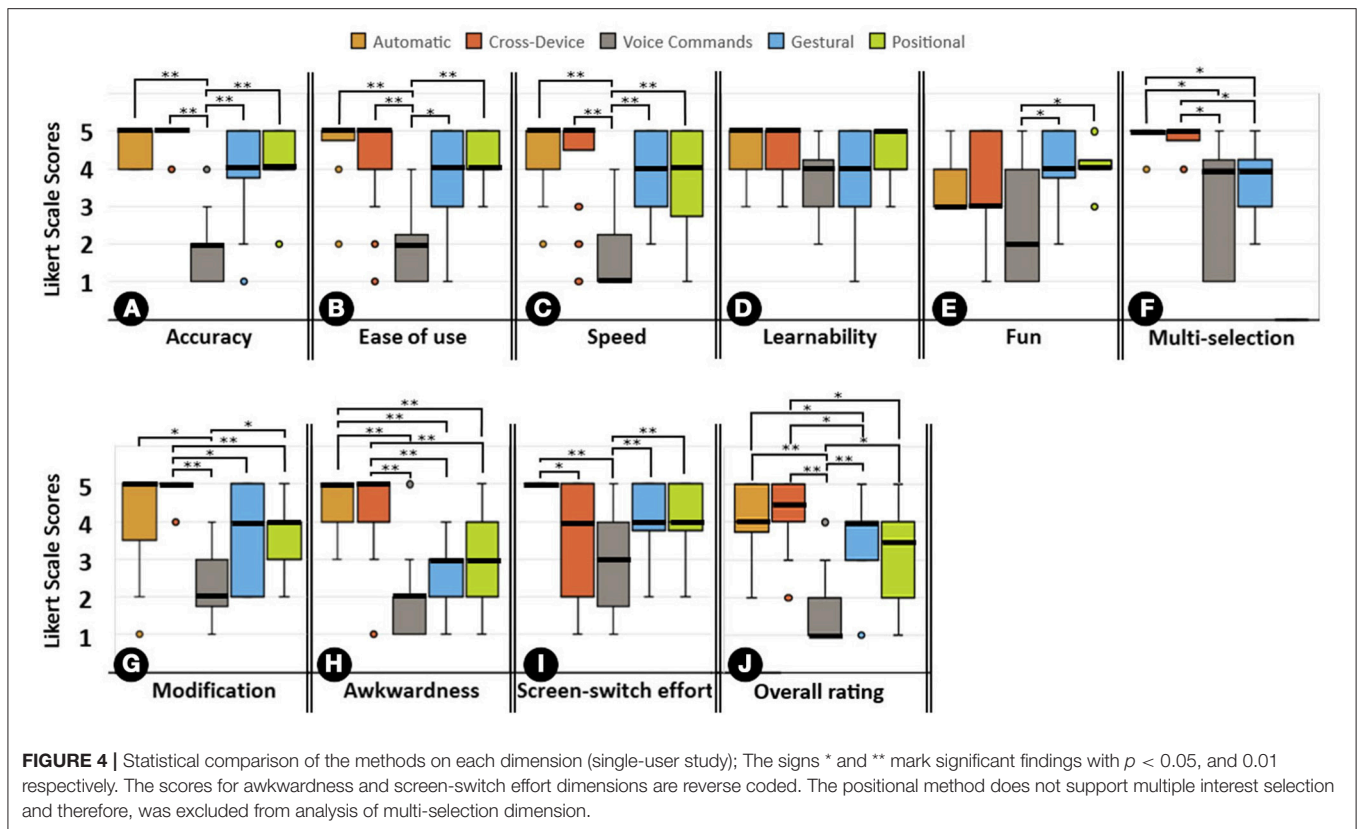 Automatic Cross-Device Voice Commands Gestural Positional
** ** ** ** ** ** ** * ** ** ** ** * * * * * *
Likert Scale Scores
5
4
3
2
1
A B C D E F
Accuracy Ease of use Speed Learnability Fun Multi-selection
* * ** * ** ** ** ** ** ** ** ** * ** ** * * * ** * ** **
Likert Scale Scores
5
4
3
2
1
G H I J
Modification Awkwardness Screen-switch effort Overall rating
FIGURE 4 | Statistical comparison of the methods on each dimension (single-user study); The signs * and ** mark significant findings with p < 0.05, and 0.01
respectively. The scores for awkwardness and screen-switch effort dimensions are reverse coded. The positional method does not support multiple interest selection
and therefore, was excluded from analysis of multi-selection dimension.